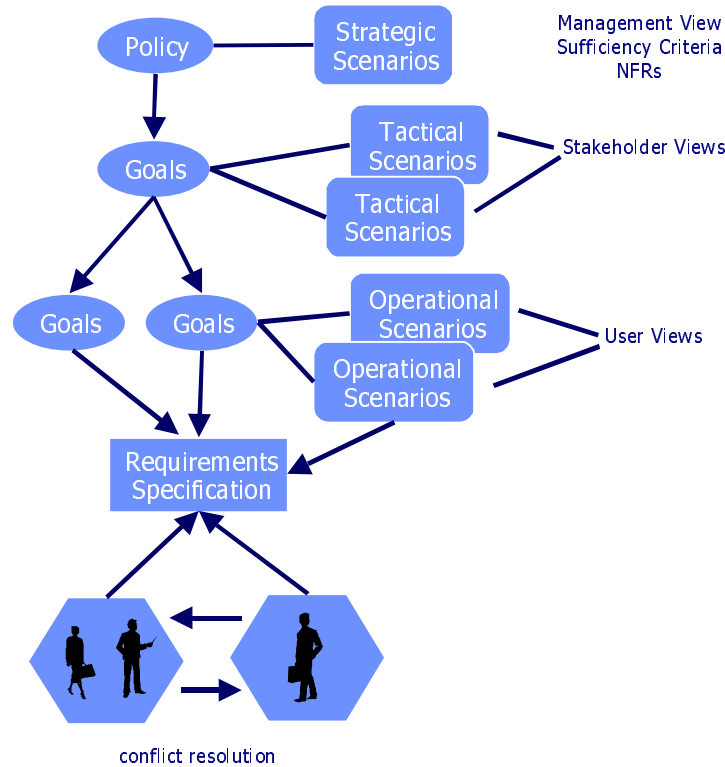 Policy
Strategic
Scenarios
Management View
Sufficiency Criteria
NFRs
Goals
Tactical
Scenarios
Tactical
Scenarios
Stakeholder Views
Goals
Goals
Operational
Scenarios
Operational
Scenarios
User Views
Requirements
Specification
conflict resolution